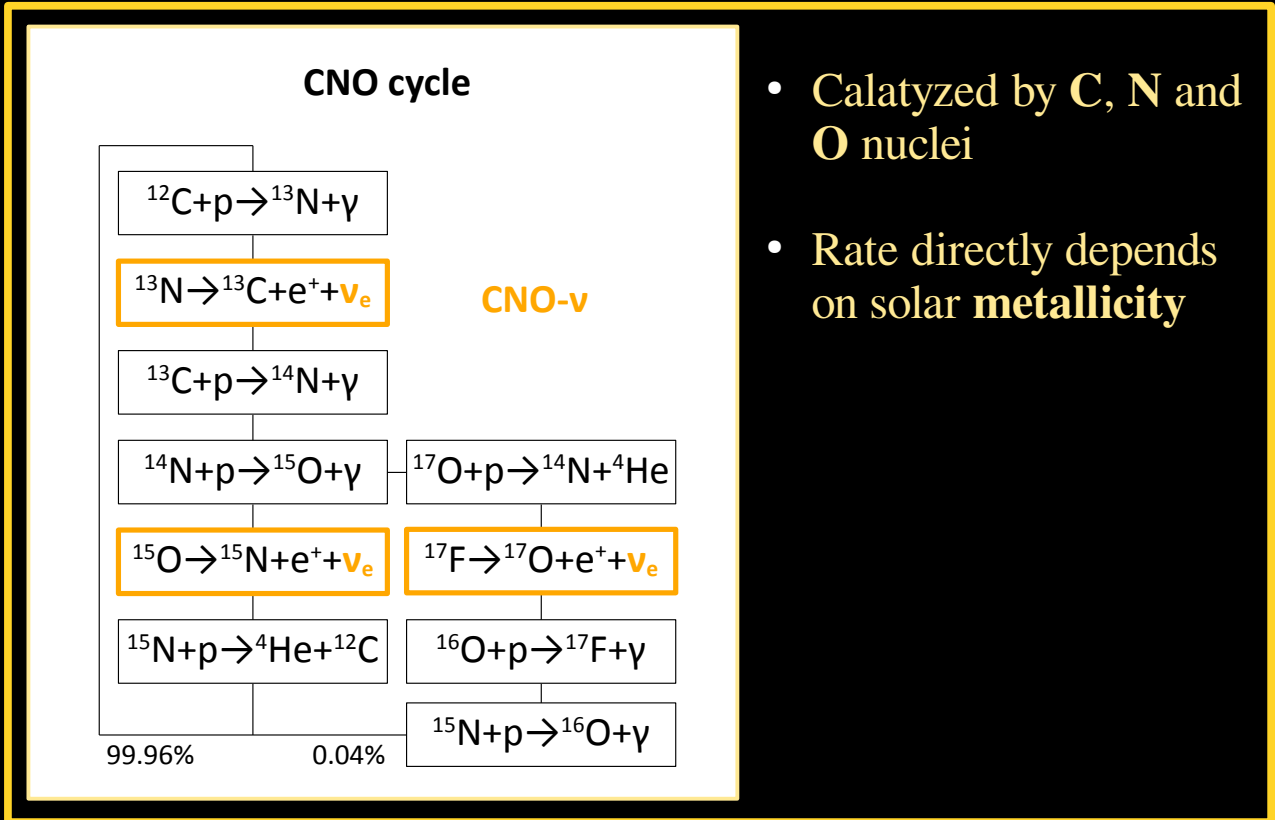 CNO cycle
¹²C+p→¹³N+γ
¹³N→¹³C+e⁺+νₑ
CNO-ν
¹³C+p→¹⁴N+γ
¹⁴N+p→¹⁵O+γ
¹⁷O+p→¹⁴N+⁴He
¹⁵O→¹⁵N+e⁺+νₑ
¹⁷F→¹⁷O+e⁺+νₑ
¹⁵N+p→⁴He+¹²C
¹⁶O+p→¹⁷F+γ
¹⁵N+p→¹⁶O+γ
99.96%
0.04%
• Calatyzed by C, N and
O nuclei
• Rate directly depends
on solar metallicity